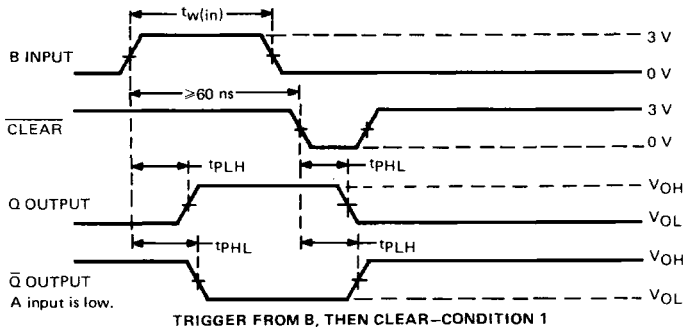 tw(in)
B INPUT
3 V
0 V
≥60 ns
CLEAR
3 V
0 V
tPLH
tPHL
Q OUTPUT
VOH
VOL
tPHL
tPLH
Q̅ OUTPUT
A input is low.
VOH
VOL
TRIGGER FROM B, THEN CLEAR–CONDITION 1